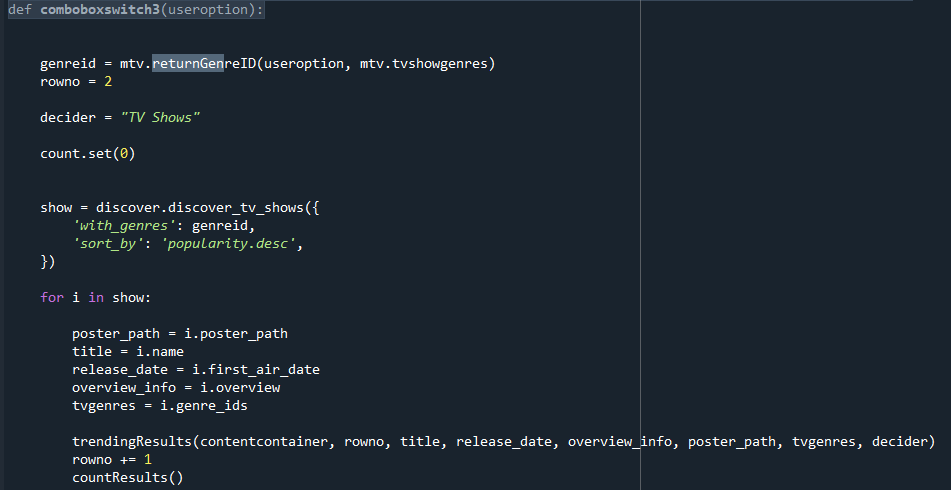 def comboboxswitch3(useroption):
genreid = mtv.returnGenreID(useroption, mtv.tvshowgenres)
rowno = 2
decider = "TV Shows"
count.set(0)
show = discover.discover_tv_shows({
'with_genres': genreid,
'sort_by': 'popularity.desc',
})
for i in show:
poster_path = i.poster_path
title = i.name
release_date = i.first_air_date
overview_info = i.overview
tvgenres = i.genre_ids
trendingResults(contentcontainer, rowno, title, release_date, overview_info, poster_path, tvgenres, decider)
rowno += 1
countResults()